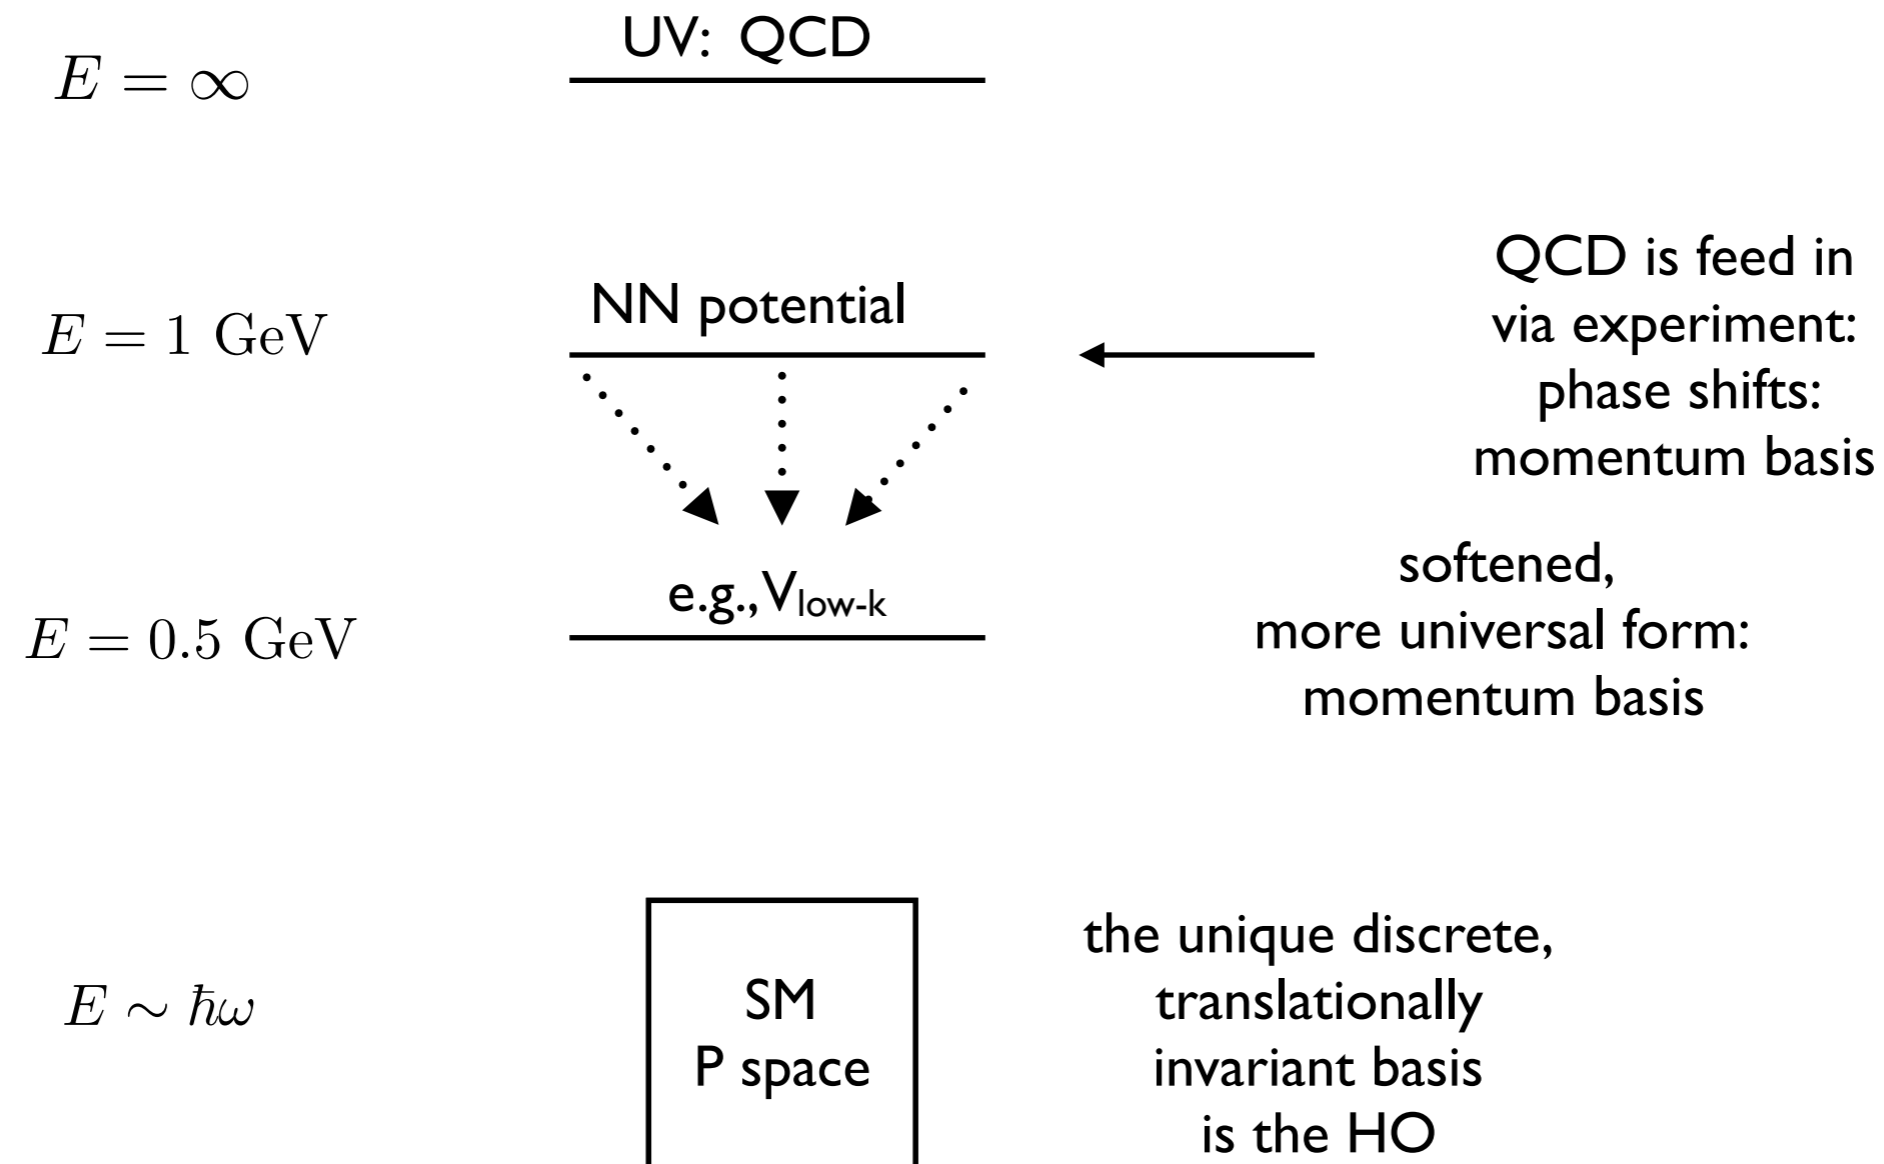 UV: QCD
E = ∞
NN potential
E = 1 GeV
QCD is feed in
via experiment:
phase shifts:
momentum basis
e.g., V_low-k
E = 0.5 GeV
softened,
more universal form:
momentum basis
E ∼ ℏω
SM
P space
the unique discrete,
translationally
invariant basis
is the HO